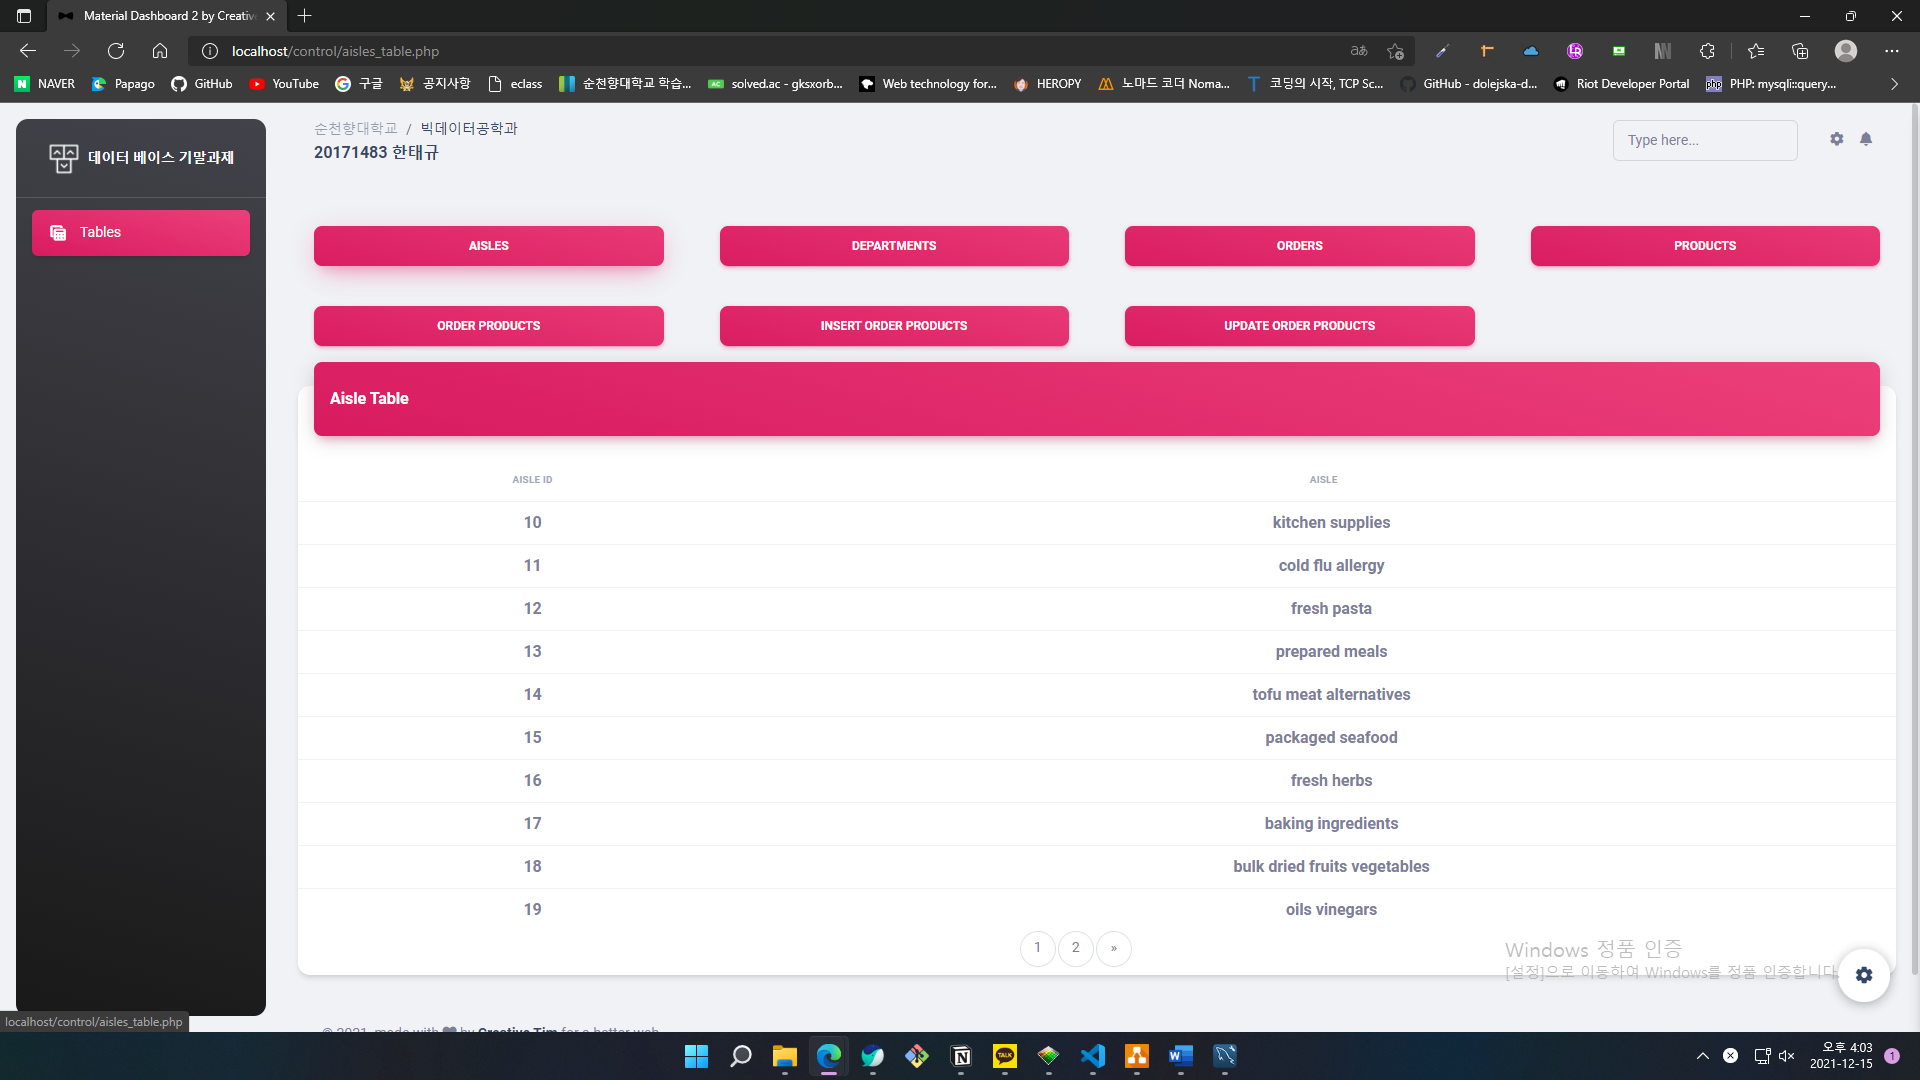 Material Dashboard 2 by Creativ
localhost/control/aisles_table.php
NAVER
Papago
GitHub
YouTube
구글
공지사항
eclass
순천향대학교 학습...
solved.ac - gksxorb...
Web technology for...
HEROPY
노마드 코더 Noma...
코딩의 시작, TCP Sc...
GitHub - dolejska-d...
Riot Developer Portal
PHP: mysqli::query...
데이터 베이스 기말과제
Tables
순천향대학교 / 빅데이터공학과
20171483 한태규
Type here...
AISLES
DEPARTMENTS
ORDERS
PRODUCTS
ORDER PRODUCTS
INSERT ORDER PRODUCTS
UPDATE ORDER PRODUCTS
Aisle Table
AISLE ID AISLE
10 kitchen supplies
11 cold flu allergy
12 fresh pasta
13 prepared meals
14 tofu meat alternatives
15 packaged seafood
16 fresh herbs
17 baking ingredients
18 bulk dried fruits vegetables
19 oils vinegars
1 2 »
Windows 정품 인증
[설정]으로 이동하여 Windows를 정품 인증합니다.
localhost/control/aisles_table.php
© 2021, made with by Creative Tim for a better web.
오후 4:03
2021-12-15
1